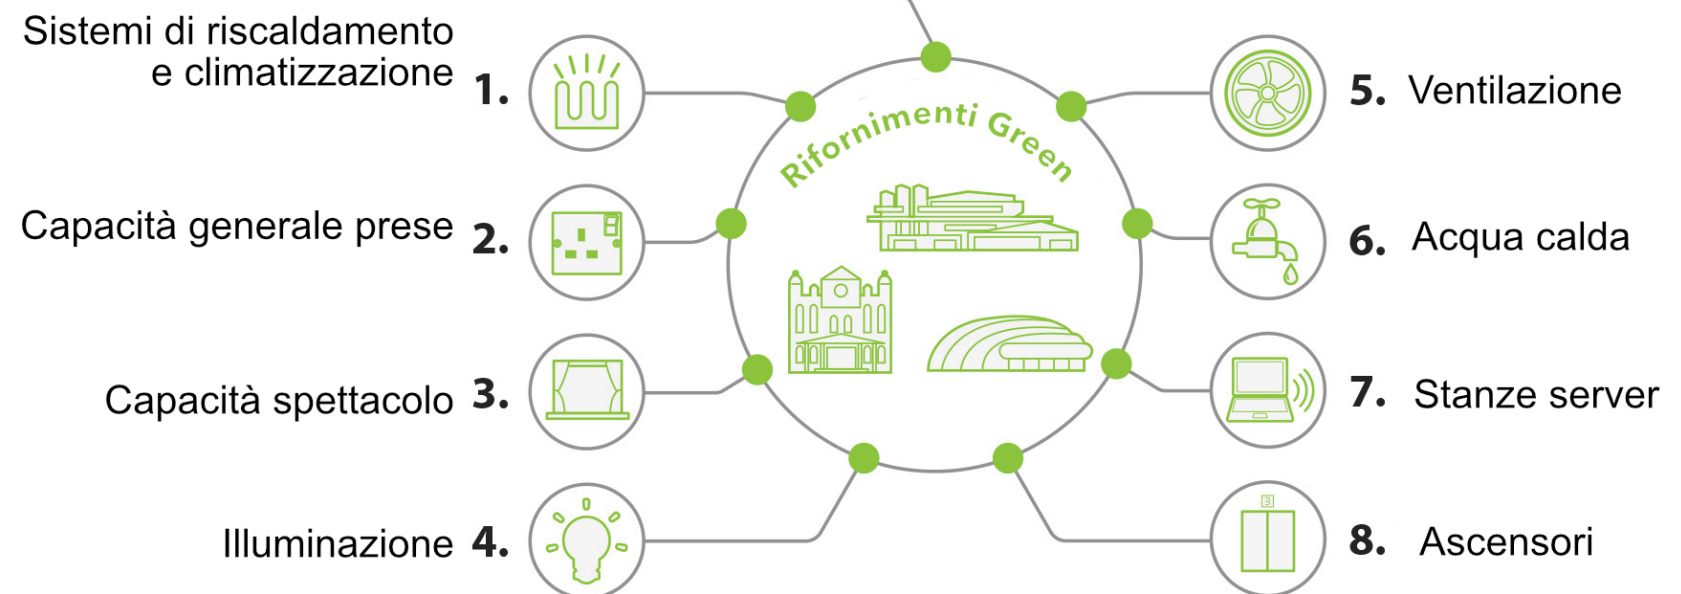 Sistemi di riscaldamento
e climatizzazione
1.
Capacità generale prese 2.
Capacità spettacolo 3.
Illuminazione 4.
Rifornimenti Green
5. Ventilazione
6. Acqua calda
7. Stanze server
8. Ascensori